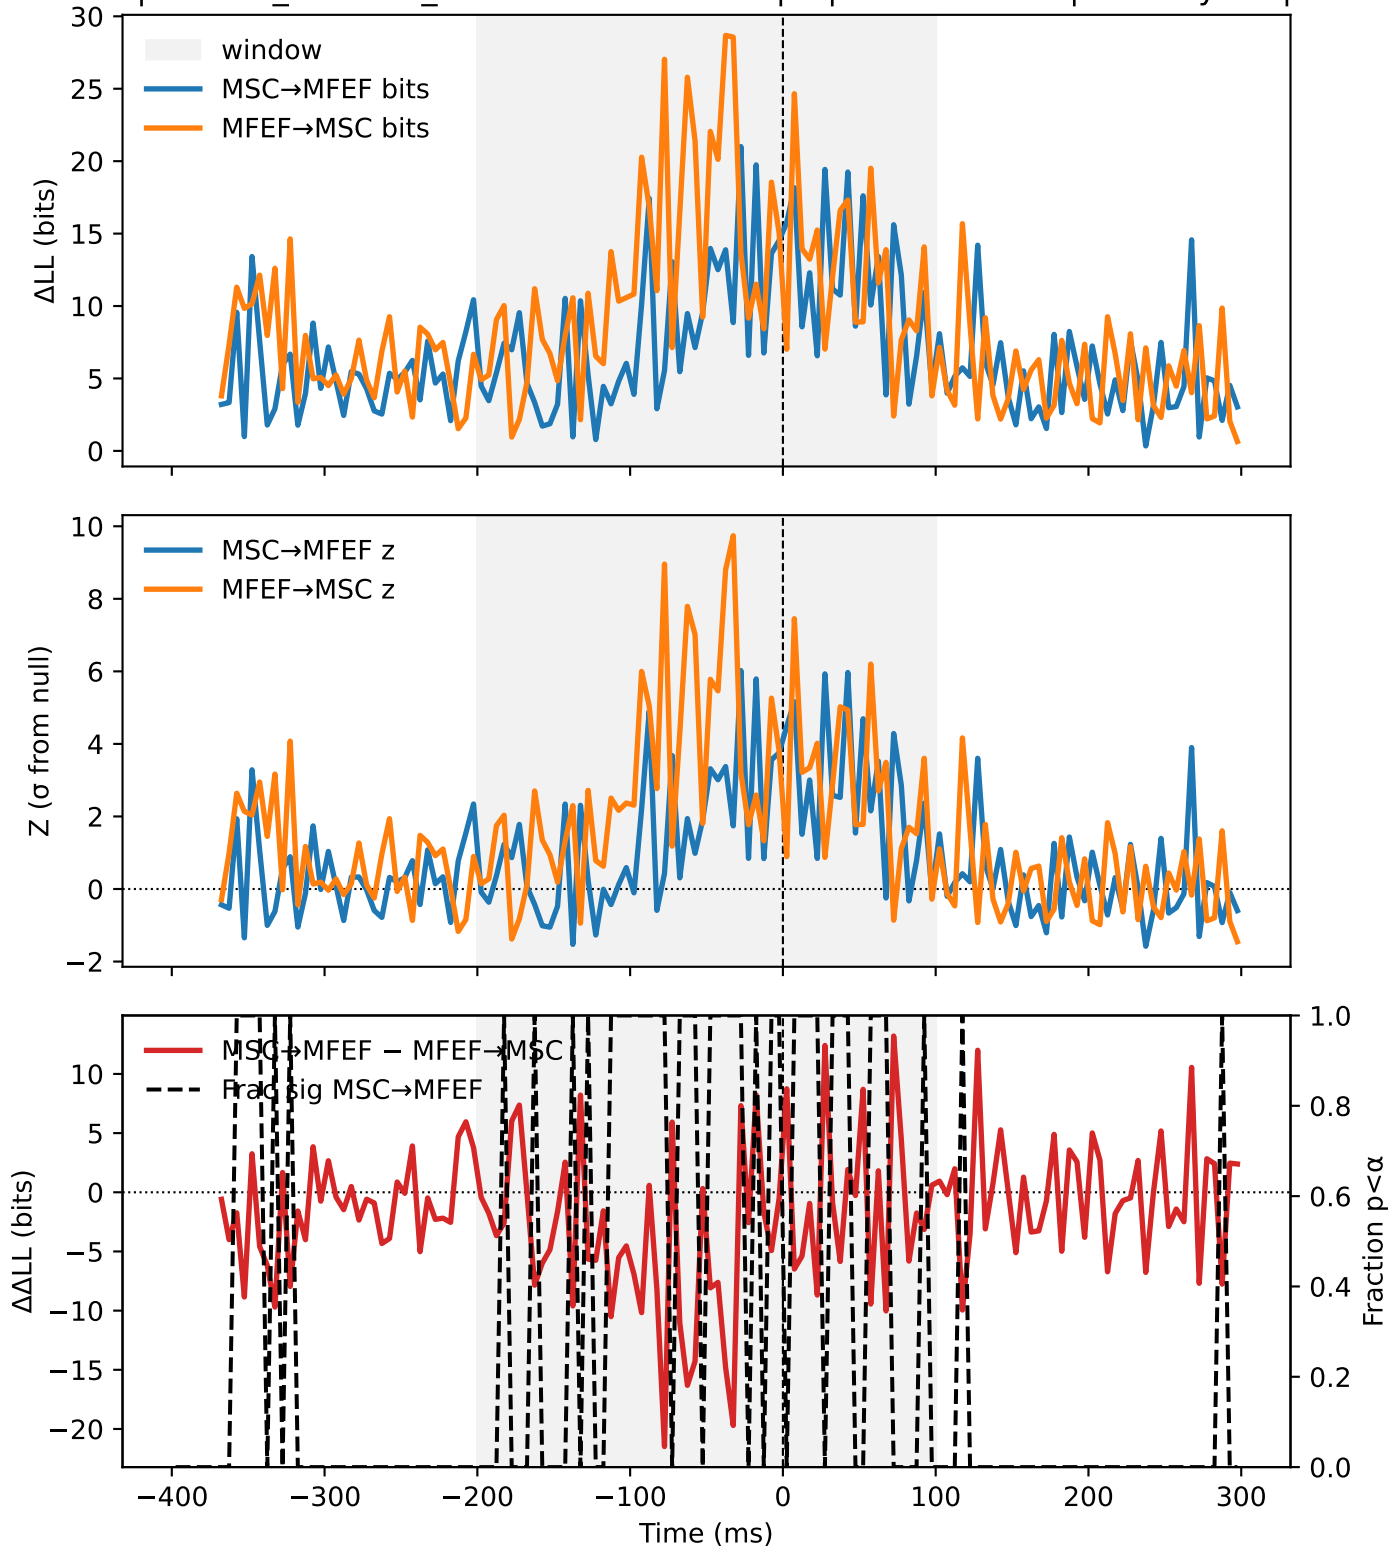 30
25
20
15
10
5
0
ΔLL (bits)
window
MSC→MFEF bits
MFEF→MSC bits
10
8
6
4
2
0
−2
Z (σ from null)
MSC→MFEF z
MFEF→MSC z
10
5
0
−5
−10
−15
−20
ΔΔLL (bits)
MSC→MFEF − MFEF→MSC
Frac sig MSC→MFEF
1.0
0.8
0.6
0.4
0.2
0.0
Fraction p<α
−400 −300 −200 −100 0 100 200 300
Time (ms)